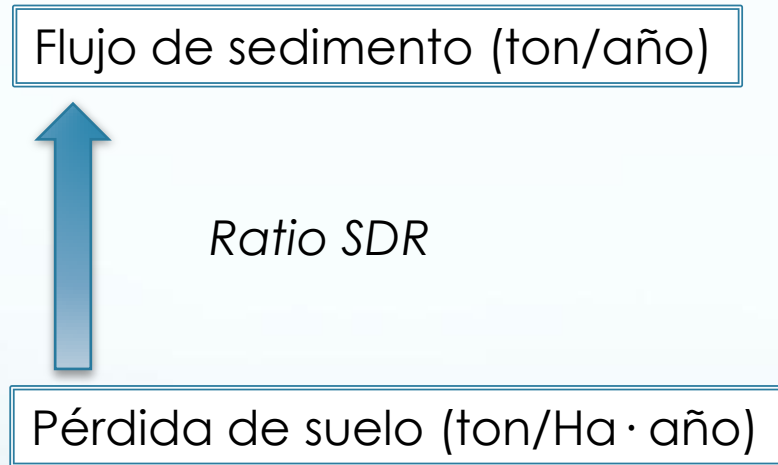 Flujo de sedimento (ton/año)
Ratio SDR
Pérdida de suelo (ton/Ha· año)